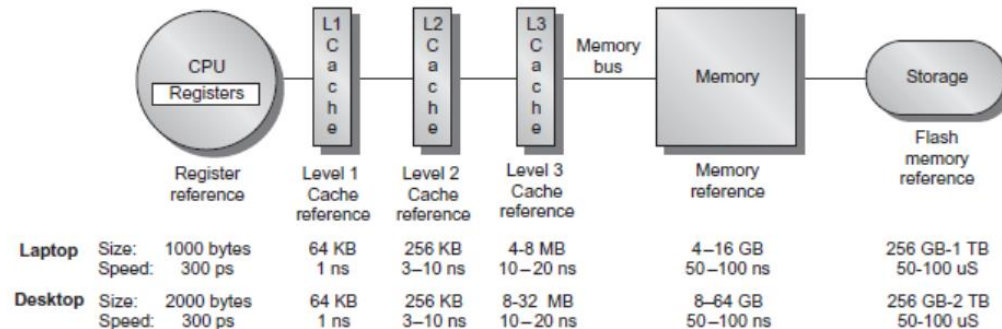 CPU
Registers
L1
Cache
L2
Cache
L3
Cache
Memory
bus
Memory
Storage
Register
reference
Level 1
Cache
reference
Level 2
Cache
reference
Level 3
Cache
reference
Memory
reference
Flash
memory
reference
Laptop Size: 1000 bytes 64 KB 256 KB 4-8 MB 4–16 GB 256 GB-1 TB
Speed: 300 ps 1 ns 3–10 ns 10–20 ns 50–100 ns 50-100 uS
Desktop Size: 2000 bytes 64 KB 256 KB 8-32 MB 8–64 GB 256 GB-2 TB
Speed: 300 ps 1 ns 3–10 ns 10–20 ns 50–100 ns 50-100 uS